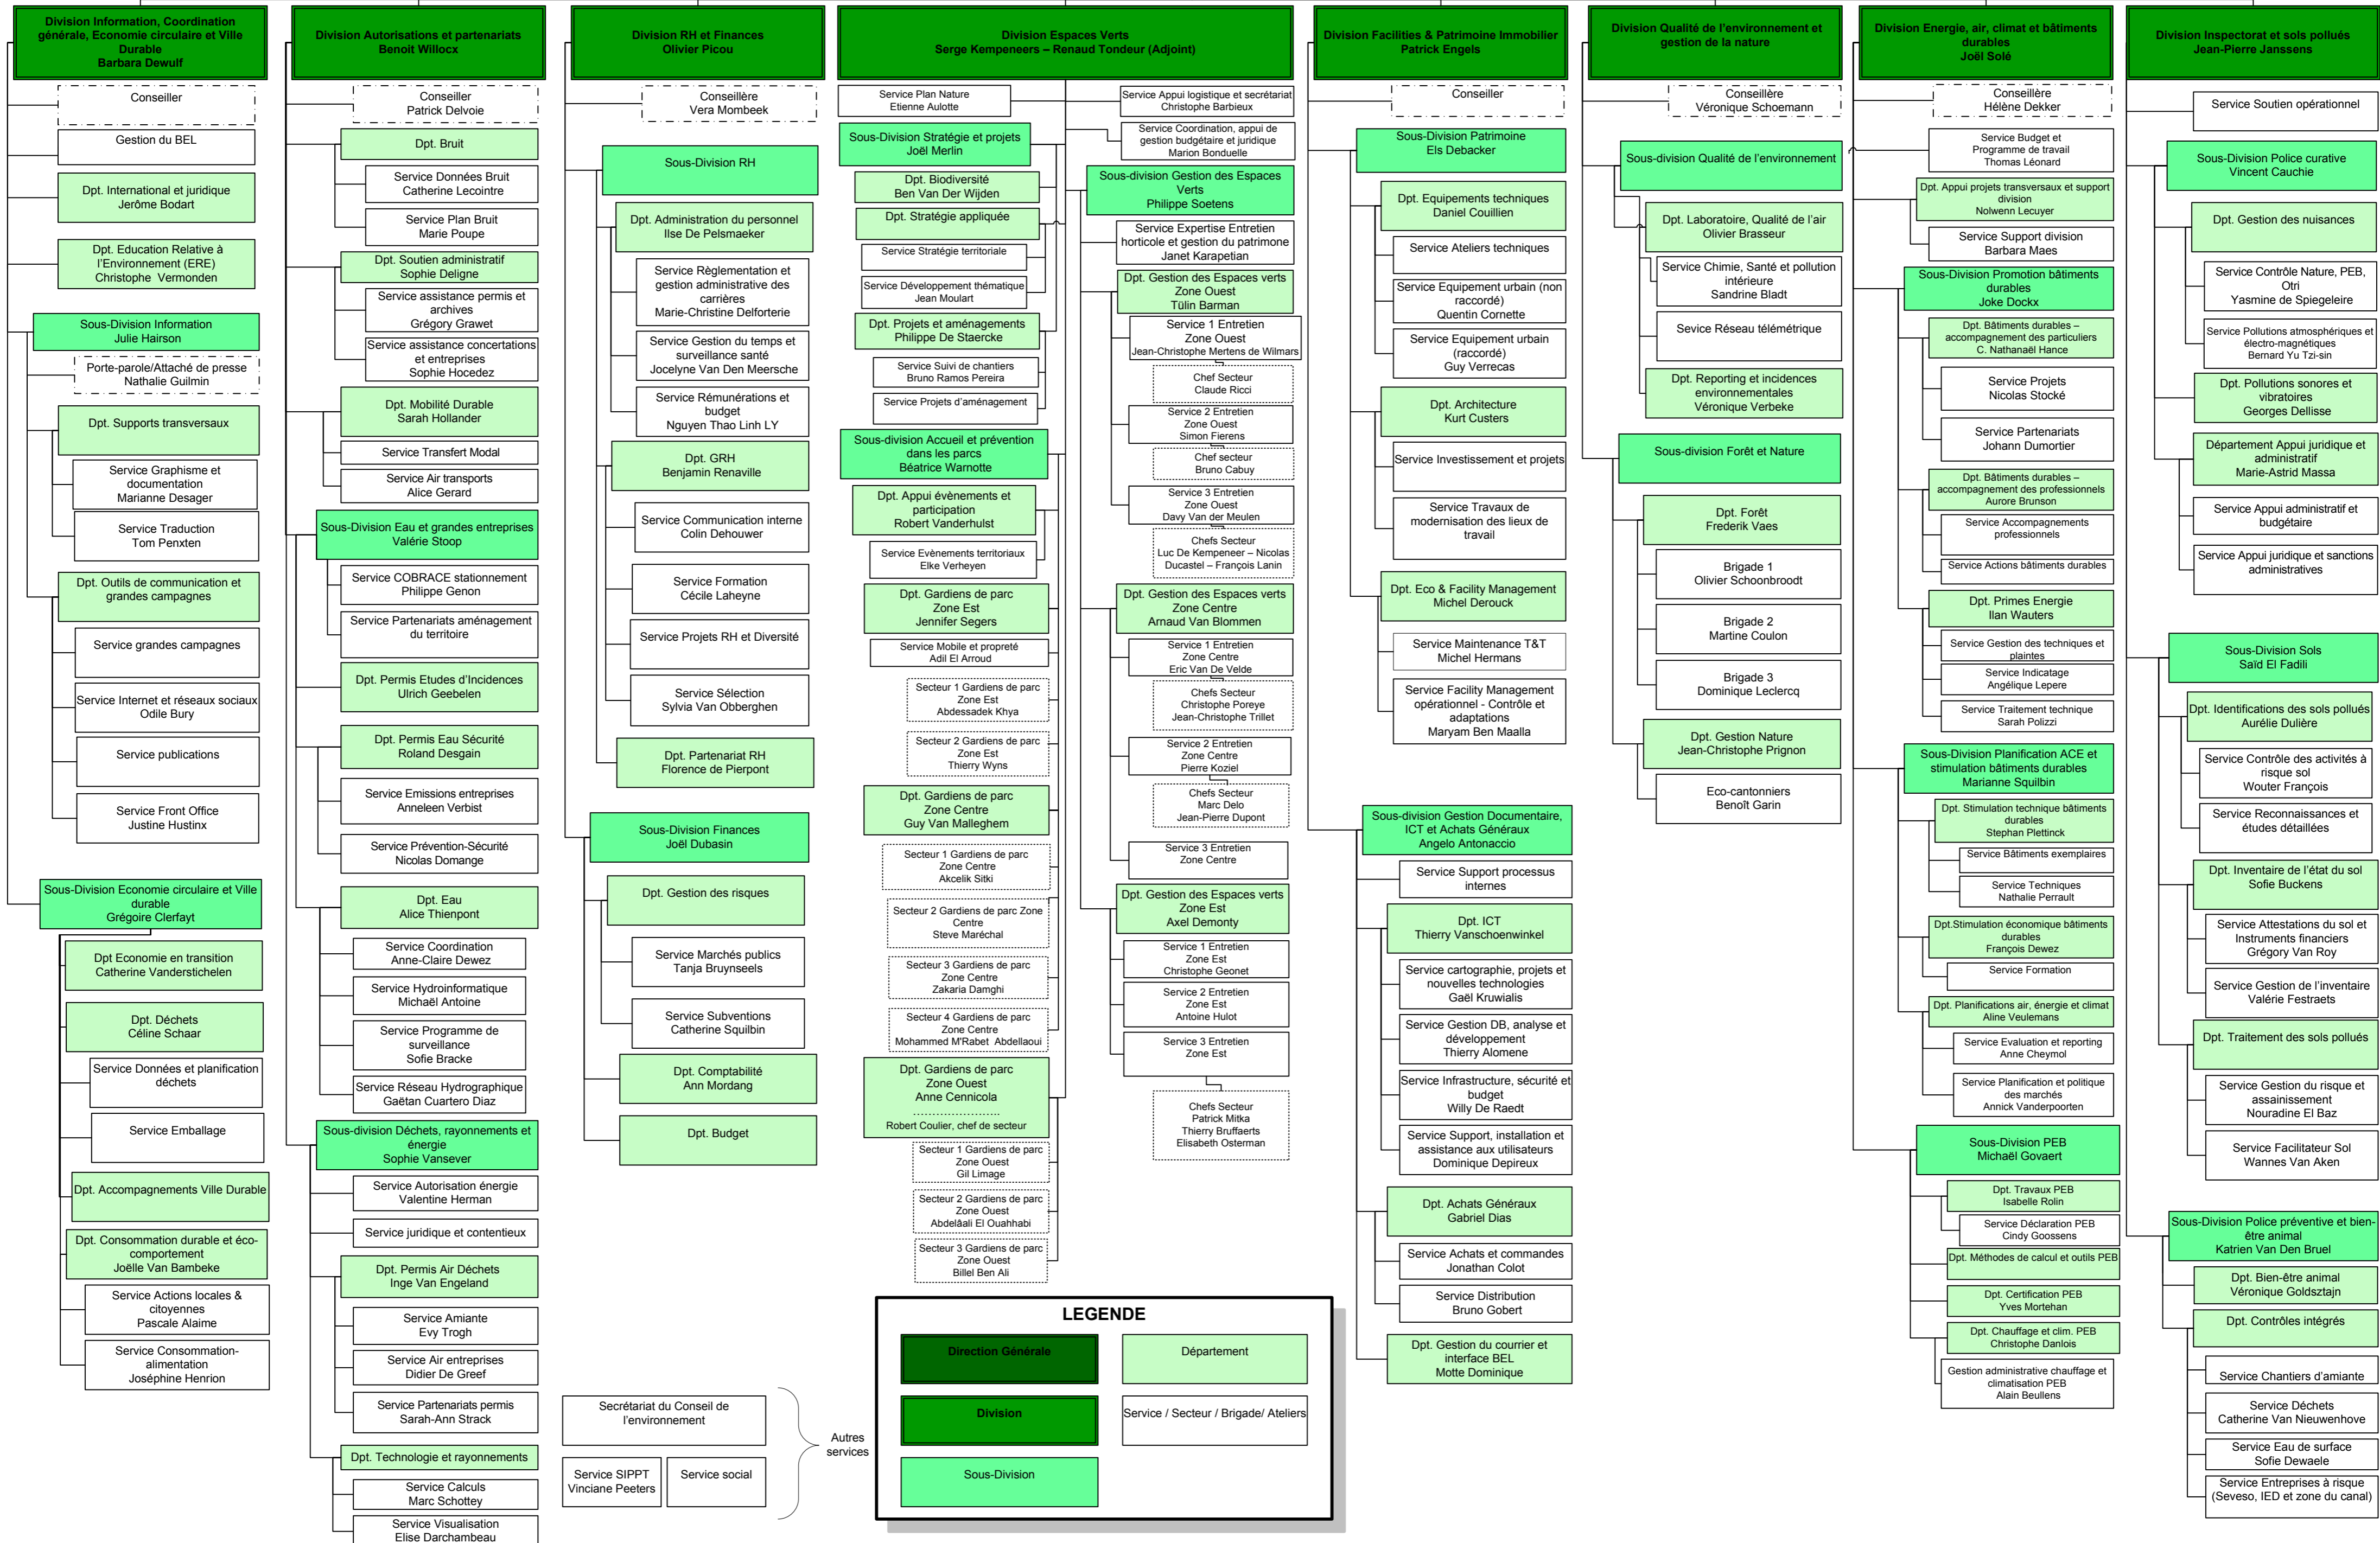 Division Information, Coordination
générale, Economie circulaire et Ville
Durable
Barbara Dewulf
Conseiller
Gestion du BEL
Dpt. International et juridique
Jerôme Bodart
Dpt. Education Relative à
l'Environnement (ERE)
Christophe Vermonden
Sous-Division Information
Julie Hairson
Porte-parole/Attaché de presse
Nathalie Guilmin
Dpt. Supports transversaux
Service Graphisme et
documentation
Marianne Desager
Service Traduction
Tom Penxten
Dpt. Outils de communication et
grandes campagnes
Service grandes campagnes
Service Internet et réseaux sociaux
Odile Bury
Service publications
Service Front Office
Justine Hustinx
Sous-Division Economie circulaire et Ville
durable
Grégoire Clerfayt
Dpt Economie en transition
Catherine Vanderstichelen
Dpt. Déchets
Céline Schaar
Service Données et planification
déchets
Service Emballage
Dpt. Accompagnements Ville Durable
Dpt. Consommation durable et éco-
comportement
Joëlle Van Bambeke
Service Actions locales &
citoyennes
Pascale Alaime
Service Consommation-
alimentation
Joséphine Henrion
Division Autorisations et partenariats
Benoit Willocx
Conseiller
Patrick Delvoie
Dpt. Bruit
Service Données Bruit
Catherine Lecointre
Service Plan Bruit
Marie Poupe
Dpt. Soutien administratif
Sophie Deligne
Service assistance permis et
archives
Grégory Grawet
Service assistance concertations
et entreprises
Sophie Hocedez
Dpt. Mobilité Durable
Sarah Hollander
Service Transfert Modal
Service Air transports
Alice Gerard
Sous-Division Eau et grandes entreprises
Valérie Stoop
Service COBRACE stationnement
Philippe Genon
Service Partenariats aménagement
du territoire
Dpt. Permis Etudes d'Incidences
Ulrich Geebelen
Dpt. Permis Eau Sécurité
Roland Desgain
Service Emissions entreprises
Anneleen Verbist
Service Prévention-Sécurité
Nicolas Domange
Dpt. Eau
Alice Thienpont
Service Coordination
Anne-Claire Dewez
Service Hydroinformatique
Michaël Antoine
Service Programme de
surveillance
Sofie Bracke
Service Réseau Hydrographique
Gaëtan Cuartero Diaz
Sous-division Déchets, rayonnements et
énergie
Sophie Vansever
Service Autorisation énergie
Valentine Herman
Service juridique et contentieux
Dpt. Permis Air Déchets
Inge Van Engeland
Service Amiante
Evy Trogh
Service Air entreprises
Didier De Greef
Service Partenariats permis
Sarah-Ann Strack
Dpt. Technologie et rayonnements
Service Calculs
Marc Schottey
Service Visualisation
Elise Darchambeau
Division RH et Finances
Olivier Picou
Conseillère
Vera Mombeek
Sous-Division RH
Dpt. Administration du personnel
Ilse De Pelsmaeker
Service Règlementation et
gestion administrative des
carrières
Marie-Christine Delforterie
Service Gestion du temps et
surveillance santé
Jocelyne Van Den Meersche
Service Rémunérations et
budget
Nguyen Thao Linh LY
Dpt. GRH
Benjamin Renaville
Service Communication interne
Colin Dehouwer
Service Formation
Cécile Laheyne
Service Projets RH et Diversité
Service Sélection
Sylvia Van Obberghen
Dpt. Partenariat RH
Florence de Pierpont
Sous-Division Finances
Joël Dubasin
Dpt. Gestion des risques
Service Marchés publics
Tanja Bruynseels
Service Subventions
Catherine Squilbin
Dpt. Comptabilité
Ann Mordang
Dpt. Budget
Secrétariat du Conseil de
l'environnement
Service SIPPT
Vinciane Peeters
Service social
Autres
services
Division Espaces Verts
Serge Kempeneers – Renaud Tondeur (Adjoint)
Service Plan Nature
Etienne Aulotte
Sous-Division Stratégie et projets
Joël Merlin
Dpt. Biodiversité
Ben Van Der Wijden
Dpt. Stratégie appliquée
Service Stratégie territoriale
Service Développement thématique
Jean Moulart
Dpt. Projets et aménagements
Philippe De Staercke
Service Suivi de chantiers
Bruno Ramos Pereira
Service Projets d'aménagement
Sous-division Accueil et prévention
dans les parcs
Béatrice Warnotte
Dpt. Appui évènements et
participation
Robert Vanderhulst
Service Evènements territoriaux
Elke Verheyen
Dpt. Gardiens de parc
Zone Est
Jennifer Segers
Service Mobile et propreté
Adil El Arroud
Secteur 1 Gardiens de parc
Zone Est
Abdessadek Khya
Secteur 2 Gardiens de parc
Zone Est
Thierry Wyns
Dpt. Gardiens de parc
Zone Centre
Guy Van Malleghem
Secteur 1 Gardiens de parc
Zone Centre
Akcelik Sitki
Secteur 2 Gardiens de parc Zone
Centre
Steve Maréchal
Secteur 3 Gardiens de parc
Zone Centre
Zakaria Damghi
Secteur 4 Gardiens de parc
Zone Centre
Mohammed M'Rabet Abdellaoui
Dpt. Gardiens de parc
Zone Ouest
Anne Cennicola
........................
Robert Coulier, chef de secteur
Secteur 1 Gardiens de parc
Zone Ouest
Gil Limage
Secteur 2 Gardiens de parc
Zone Ouest
Abdelâali El Ouahhabi
Secteur 3 Gardiens de parc
Zone Ouest
Billel Ben Ali
Service Appui logistique et secrétariat
Christophe Barbieux
Service Coordination, appui de
gestion budgétaire et juridique
Marion Bonduelle
Sous-division Gestion des Espaces
Verts
Philippe Soetens
Service Expertise Entretien
horticole et gestion du patrimone
Janet Karapetian
Dpt. Gestion des Espaces verts
Zone Ouest
Tülin Barman
Service 1 Entretien
Zone Ouest
Jean-Christophe Mertens de Wilmars
Chef Secteur
Claude Ricci
Service 2 Entretien
Zone Ouest
Simon Fierens
Chef secteur
Bruno Cabuy
Service 3 Entretien
Zone Ouest
Davy Van der Meulen
Chefs Secteur
Luc De Kempeneer – Nicolas
Ducastel – François Lanin
Dpt. Gestion des Espaces verts
Zone Centre
Arnaud Van Blommen
Service 1 Entretien
Zone Centre
Eric Van De Velde
Chefs Secteur
Christophe Poreye
Jean-Christophe Trillet
Service 2 Entretien
Zone Centre
Pierre Koziel
Chefs Secteur
Marc Delo
Jean-Pierre Dupont
Service 3 Entretien
Zone Centre
Dpt. Gestion des Espaces verts
Zone Est
Axel Demonty
Service 1 Entretien
Zone Est
Christophe Geonet
Service 2 Entretien
Zone Est
Antoine Hulot
Service 3 Entretien
Zone Est
Chefs Secteur
Patrick Mitka
Thierry Bruffaerts
Elisabeth Osterman
LEGENDE
Direction Générale
Département
Division
Service / Secteur / Brigade/ Ateliers
Sous-Division
Division Facilities & Patrimoine Immobilier
Patrick Engels
Conseiller
Sous-Division Patrimoine
Els Debacker
Dpt. Equipements techniques
Daniel Couillien
Service Ateliers techniques
Service Equipement urbain (non
raccordé)
Quentin Cornette
Service Equipement urbain
(raccordé)
Guy Verrecas
Dpt. Architecture
Kurt Custers
Service Investissement et projets
Service Travaux de
modernisation des lieux de
travail
Dpt. Eco & Facility Management
Michel Derouck
Service Maintenance T&T
Michel Hermans
Service Facility Management
opérationnel - Contrôle et
adaptations
Maryam Ben Maalla
Sous-division Gestion Documentaire,
ICT et Achats Généraux
Angelo Antonaccio
Service Support processus
internes
Dpt. ICT
Thierry Vanschoenwinkel
Service cartographie, projets et
nouvelles technologies
Gaël Kruwialis
Service Gestion DB, analyse et
développement
Thierry Alomene
Service Infrastructure, sécurité et
budget
Willy De Raedt
Service Support, installation et
assistance aux utilisateurs
Dominique Depireux
Dpt. Achats Généraux
Gabriel Dias
Service Achats et commandes
Jonathan Colot
Service Distribution
Bruno Gobert
Dpt. Gestion du courrier et
interface BEL
Motte Dominique
Division Qualité de l'environnement et
gestion de la nature
Conseillère
Véronique Schoemann
Sous-division Qualité de l'environnement
Dpt. Laboratoire, Qualité de l'air
Olivier Brasseur
Service Chimie, Santé et pollution
intérieure
Sandrine Bladt
Sevice Réseau télémétrique
Dpt. Reporting et incidences
environnementales
Véronique Verbeke
Sous-division Forêt et Nature
Dpt. Forêt
Frederik Vaes
Brigade 1
Olivier Schoonbroodt
Brigade 2
Martine Coulon
Brigade 3
Dominique Leclercq
Dpt. Gestion Nature
Jean-Christophe Prignon
Eco-cantonniers
Benoît Garin
Division Energie, air, climat et bâtiments
durables
Joël Solé
Conseillère
Hélène Dekker
Service Budget et
Programme de travail
Thomas Léonard
Dpt. Appui projets transversaux et support
division
Nolwenn Lecuyer
Service Support division
Barbara Maes
Sous-Division Promotion bâtiments
durables
Joke Dockx
Dpt. Bâtiments durables –
accompagnement des particuliers
C. Nathanaël Hance
Service Projets
Nicolas Stocké
Service Partenariats
Johann Dumortier
Dpt. Bâtiments durables –
accompagnement des professionnels
Aurore Brunson
Service Accompagnements
professionnels
Service Actions bâtiments durables
Dpt. Primes Energie
Ilan Wauters
Service Gestion des techniques et
plaintes
Service Indicatage
Angélique Lepere
Service Traitement technique
Sarah Polizzi
Sous-Division Planification ACE et
stimulation bâtiments durables
Marianne Squilbin
Dpt. Stimulation technique bâtiments
durables
Stephan Plettinck
Service Bâtiments exemplaires
Service Techniques
Nathalie Perrault
Dpt.Stimulation économique bâtiments
durables
François Dewez
Service Formation
Dpt. Planifications air, énergie et climat
Aline Veulemans
Service Evaluation et reporting
Anne Cheymol
Service Planification et politique
des marchés
Annick Vanderpoorten
Sous-Division PEB
Michaël Govaert
Dpt. Travaux PEB
Isabelle Rolin
Service Déclaration PEB
Cindy Goossens
Dpt. Méthodes de calcul et outils PEB
Dpt. Certification PEB
Yves Mortehan
Dpt. Chauffage et clim. PEB
Christophe Danlois
Gestion administrative chauffage et
climatisation PEB
Alain Beullens
Division Inspectorat et sols pollués
Jean-Pierre Janssens
Service Soutien opérationnel
Sous-Division Police curative
Vincent Cauchie
Dpt. Gestion des nuisances
Service Contrôle Nature, PEB,
Otri
Yasmine de Spiegeleire
Service Pollutions atmosphériques et
électro-magnétiques
Bernard Yu Tzi-sin
Dpt. Pollutions sonores et
vibratoires
Georges Dellisse
Département Appui juridique et
administratif
Marie-Astrid Massa
Service Appui administratif et
budgétaire
Service Appui juridique et sanctions
administratives
Sous-Division Sols
Saïd El Fadili
Dpt. Identifications des sols pollués
Aurélie Dulière
Service Contrôle des activités à
risque sol
Wouter François
Service Reconnaissances et
études détaillées
Dpt. Inventaire de l'état du sol
Sofie Buckens
Service Attestations du sol et
Instruments financiers
Grégory Van Roy
Service Gestion de l'inventaire
Valérie Festraets
Dpt. Traitement des sols pollués
Service Gestion du risque et
assainissement
Nouradine El Baz
Service Facilitateur Sol
Wannes Van Aken
Sous-Division Police préventive et bien-
être animal
Katrien Van Den Bruel
Dpt. Bien-être animal
Véronique Goldsztajn
Dpt. Contrôles intégrés
Service Chantiers d'amiante
Service Déchets
Catherine Van Nieuwenhove
Service Eau de surface
Sofie Dewaele
Service Entreprises à risque
(Seveso, IED et zone du canal)